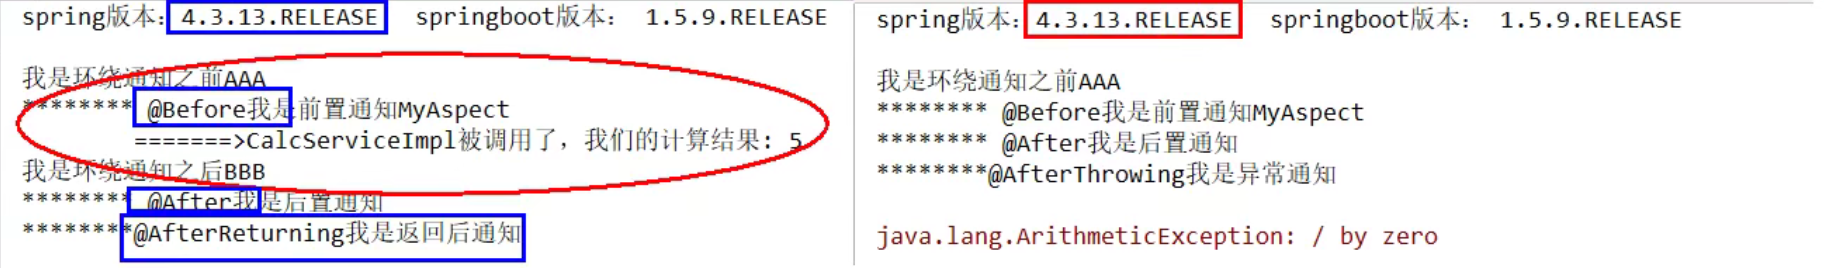 spring版本：4.3.13.RELEASE springboot版本： 1.5.9.RELEASE
我是环绕通知之前AAA
******** @Before我是前置通知MyAspect
=======>CalcServiceImpl被调用了，我们的计算结果：5
我是环绕通知之后BBB
******** @After我是后置通知
********@AfterReturning我是返回后通知
spring版本：4.3.13.RELEASE springboot版本： 1.5.9.RELEASE
我是环绕通知之前AAA
******** @Before我是前置通知MyAspect
******** @After我是后置通知
********@AfterThrowing我是异常通知
java.lang.ArithmeticException: / by zero